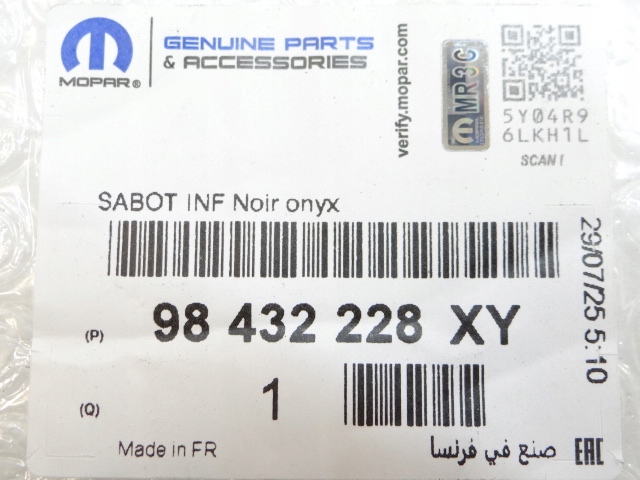 MOPAR®
GENUINE PARTS
& ACCESSORIES
verify.mopar.com
MR3C
5Y04R9
6LKH1L
SCAN!
SABOT INF Noir onyx
(P) 98 432 228 XY
29/07/25 5:10
(Q) 1
Made in FR
صنع في فرنسا
EAC